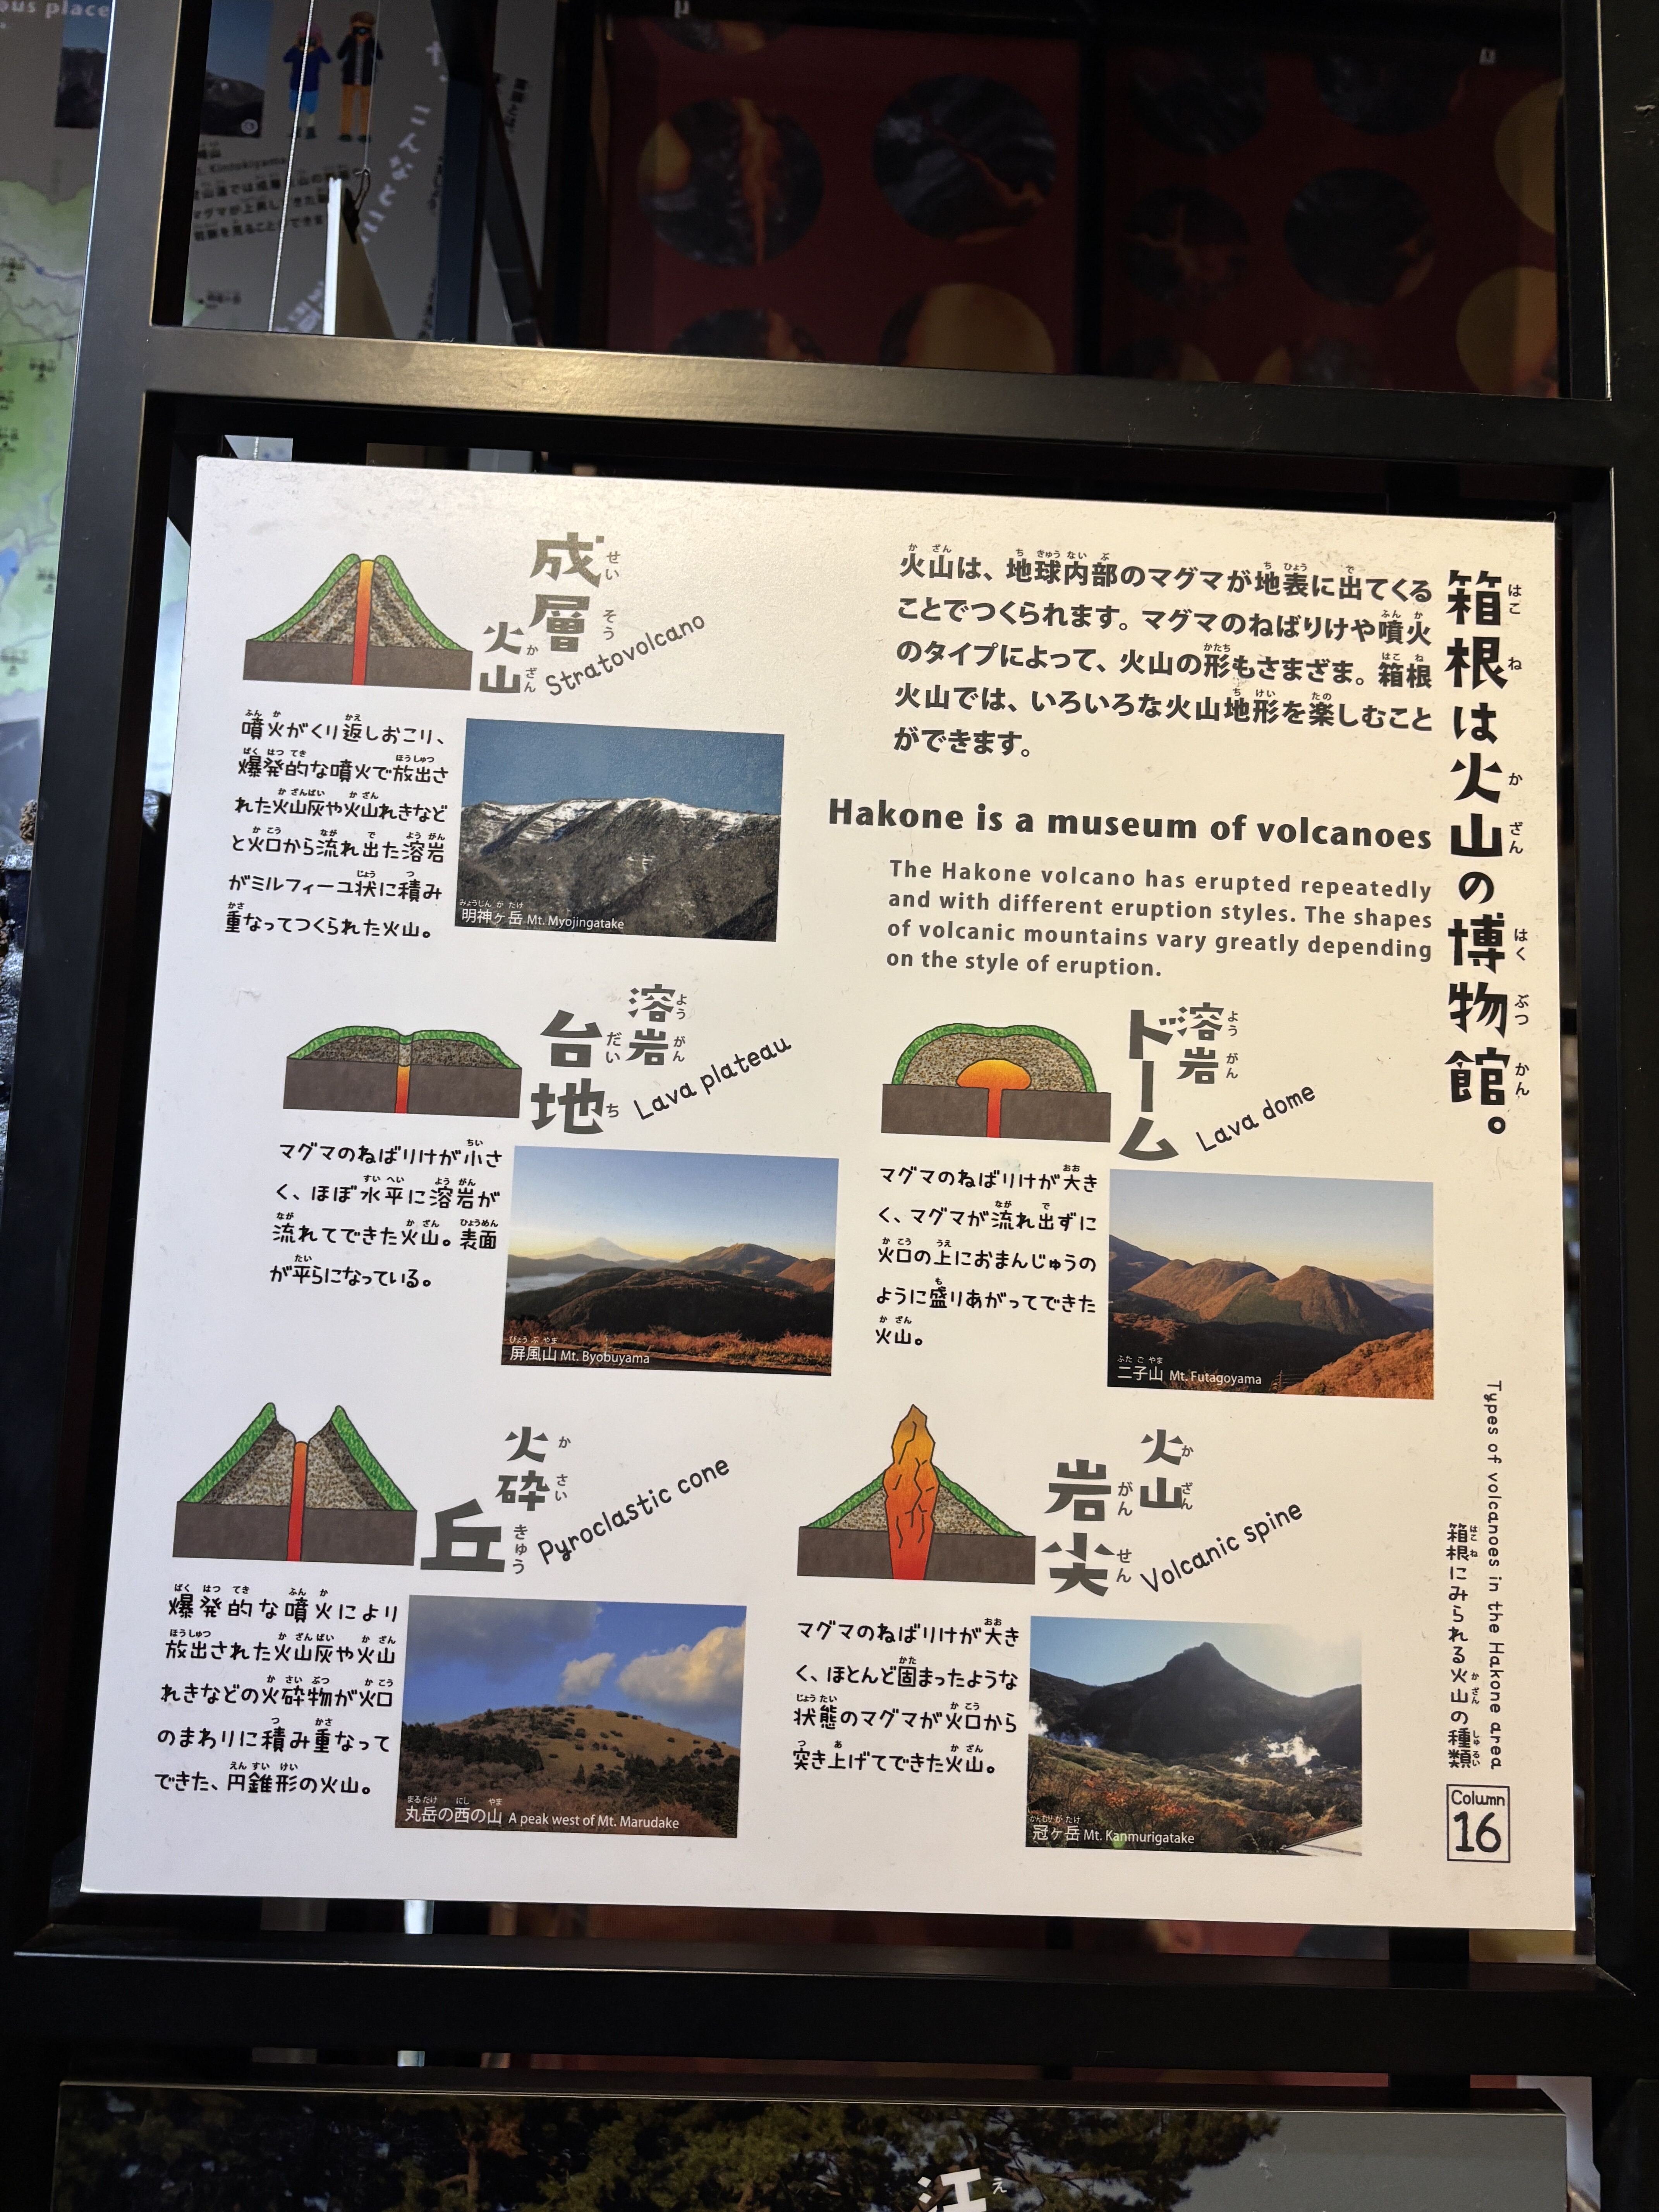 箱根は火山の博物館。
火山は、地球内部のマグマが地表に出てくる
ことでつくられます。マグマのねばりけや噴火
のタイプによって、火山の形もさまざま。箱根
火山では、いろいろな火山地形を楽しむこと
ができます。
Hakone is a museum of volcanoes
The Hakone volcano has erupted repeatedly
and with different eruption styles. The shapes
of volcanic mountains vary greatly depending
on the style of eruption.
成層火山
Stratovolcano
噴火がくり返しおこり、
爆発的な噴火で放出さ
れた火山灰や火山れきなど
と火口から流れ出た溶岩
がミルフィーユ状に積み
重なってつくられた火山。
明神ヶ岳 Mt. Myojingatake
溶岩台地
Lava plateau
マグマのねばりけが小さ
く、ほぼ水平に溶岩が
流れてできた火山。表面
が平らになっている。
屏風山 Mt. Byobuyama
溶岩ドーム
Lava dome
マグマのねばりけが大き
く、マグマが流れ出ずに
火口の上におまんじゅうの
ように盛りあがってできた
火山。
二子山 Mt. Futagoyama
火砕丘
Pyroclastic cone
爆発的な噴火により
放出された火山灰や火山
れきなどの火砕物が火口
のまわりに積み重なって
できた、円錐形の火山。
丸岳の西の山 A peak west of Mt. Marudake
火山岩尖
Volcanic spine
マグマのねばりけが大き
く、ほとんど固まったような
状態のマグマが火口から
突き上げてできた火山。
冠ヶ岳 Mt. Kanmurigatake
Types of volcanoes in the Hakone area
箱根にみられる火山の種類
Column
16